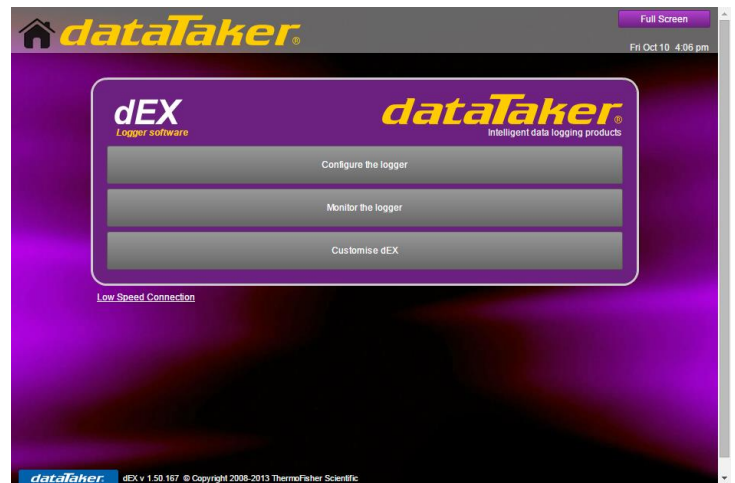 dataTaker®
Full Screen
Fri Oct 10 4:06 pm
dEX
Logger software
dataTaker®
Intelligent data logging products
Configure the logger
Monitor the logger
Customise dEX
Low Speed Connection
dataTaker. dEX v 1.50.167 © Copyright 2008-2013 ThermoFisher Scientific